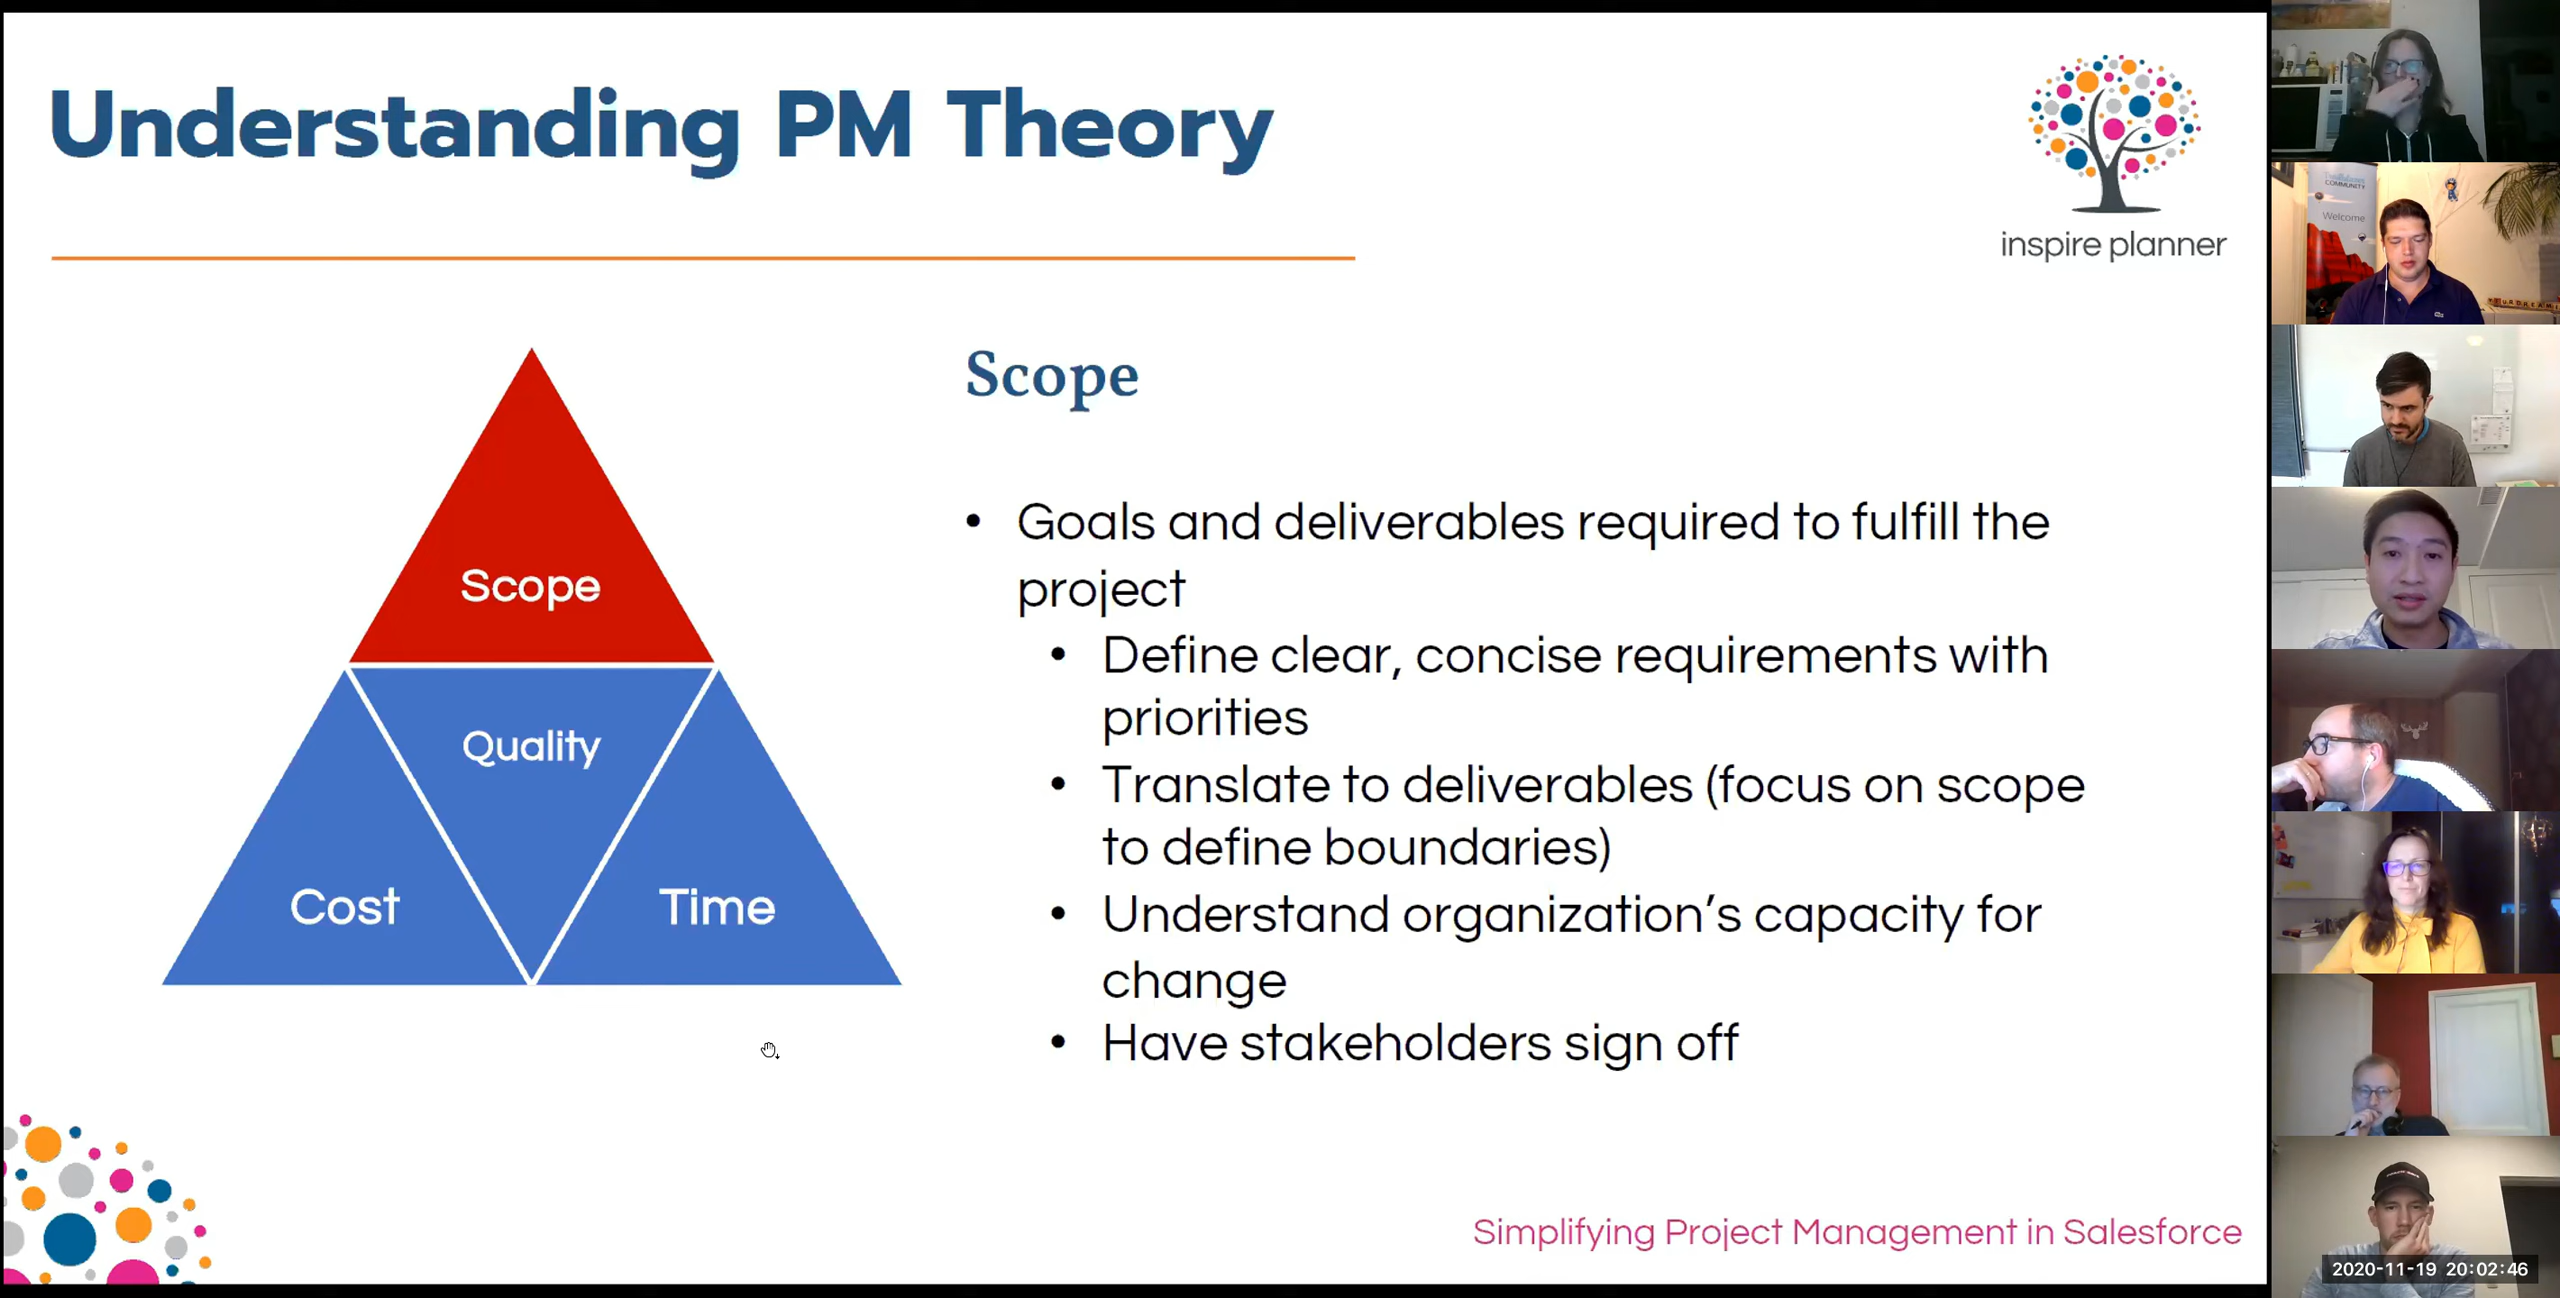 Understanding PM Theory
inspire planner
Scope
Scope
Quality
Cost
Time
• Goals and deliverables required to fulfill the
project
• Define clear, concise requirements with
priorities
• Translate to deliverables (focus on scope
to define boundaries)
• Understand organization’s capacity for
change
• Have stakeholders sign off
Simplifying Project Management in Salesforce
COMMUNITY
Welcome
2020-11-19 20:02:46